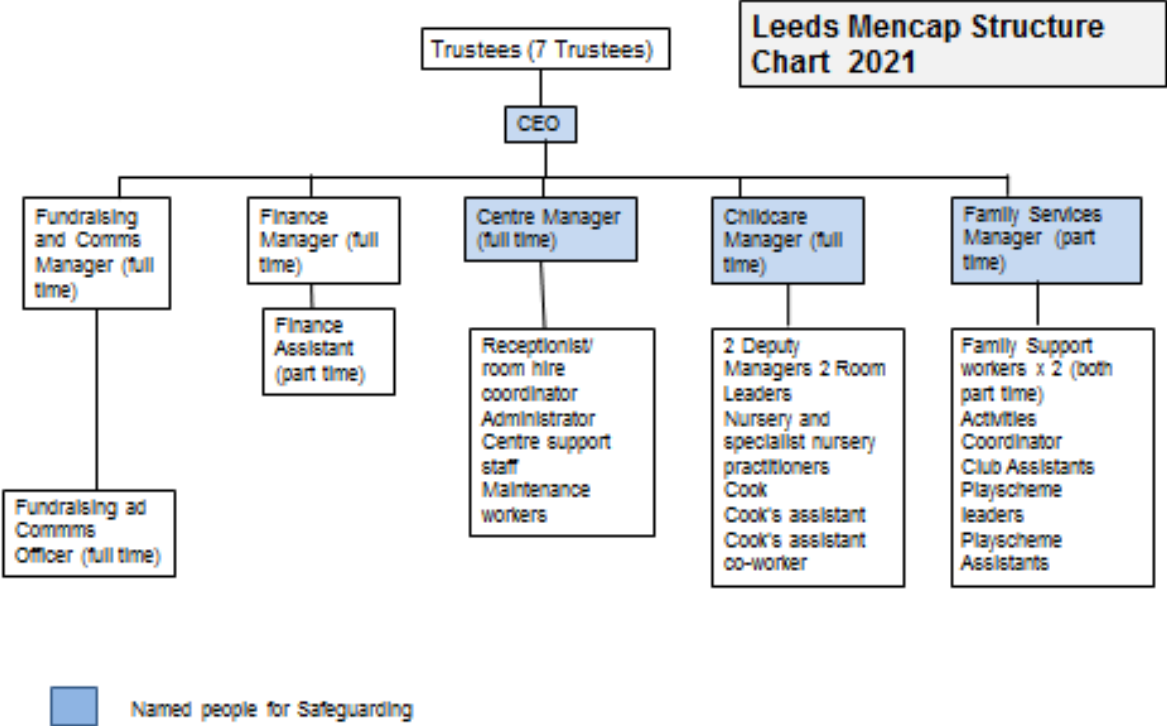 Leeds Mencap Structure
Chart 2021
Trustees (7 Trustees)
CEO
Fundraising
and Comms
Manager (full
time)
Finance
Manager (full
time)
Centre Manager
(full time)
Childcare
Manager (full
time)
Family Services
Manager (part
time)
Finance
Assistant
(part time)
Receptionist/
room hire
coordinator
Administrator
Centre support
staff
Maintenance
workers
2 Deputy
Managers 2 Room
Leaders
Nursery and
specialist nursery
practitioners
Cook
Cook's assistant
Cook's assistant
co-worker
Family Support
workers x 2 (both
part time)
Activities
Coordinator
Club Assistants
Playscheme
leaders
Playscheme
Assistants
Fundraising ad
Commms
Officer (full time)
Named people for Safeguarding